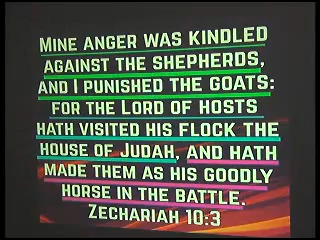 MINE ANGER WAS KINDLED
AGAINST THE SHEPHERDS,
AND I PUNISHED THE GOATS:
FOR THE LORD OF HOSTS
HATH VISITED HIS FLOCK THE
HOUSE OF JUDAH, AND HATH
MADE THEM AS HIS GOODLY
HORSE IN THE BATTLE.
ZECHARIAH 10:3